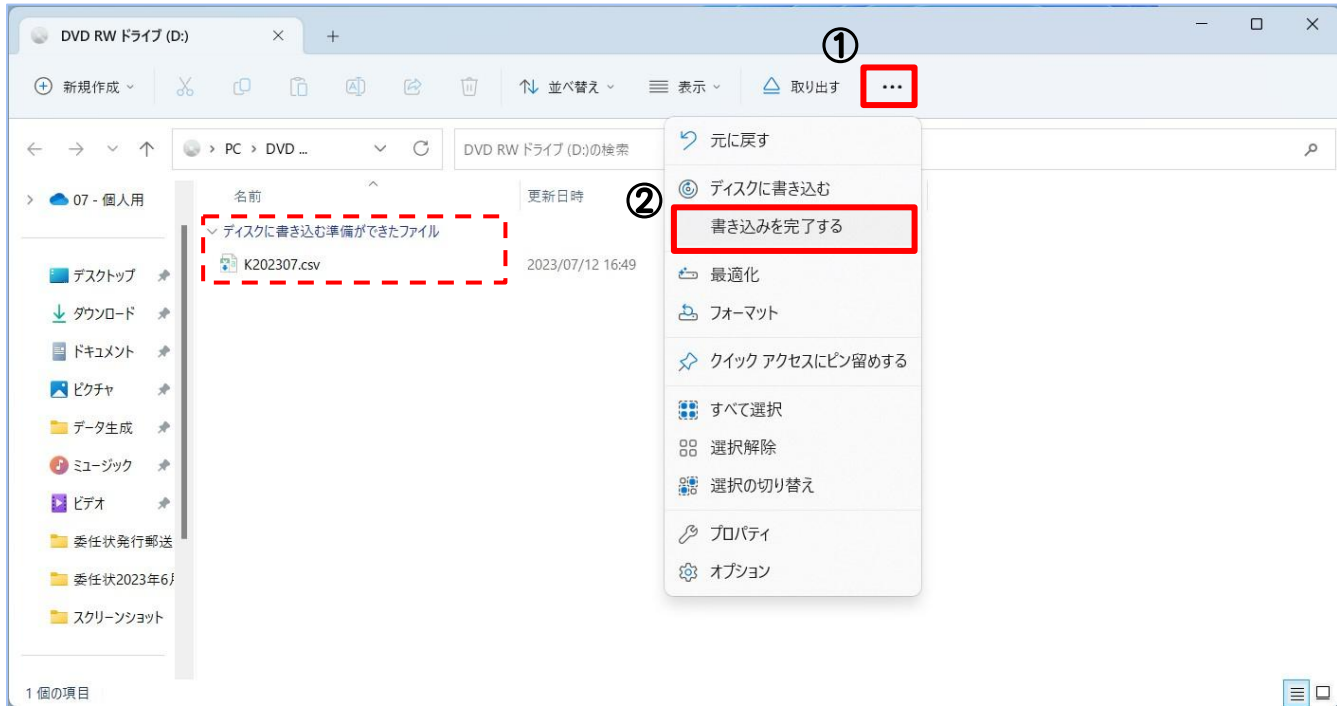 DVD RW ドライブ (D:)
①
新規作成
並べ替え
表示
取り出す
PC > DVD ...
DVD RW ドライブ (D:)の検索
元に戻す
ディスクに書き込む
②
書き込みを完了する
最適化
フォーマット
クイック アクセスにピン留めする
すべて選択
選択解除
選択の切り替え
プロパティ
オプション
07 - 個人用
デスクトップ
ダウンロード
ドキュメント
ピクチャ
データ生成
ミュージック
ビデオ
委任状発行郵送
委任状2023年6月
スクリーンショット
名前
更新日時
ディスクに書き込む準備ができたファイル
K202307.csv
2023/07/12 16:49
1 個の項目